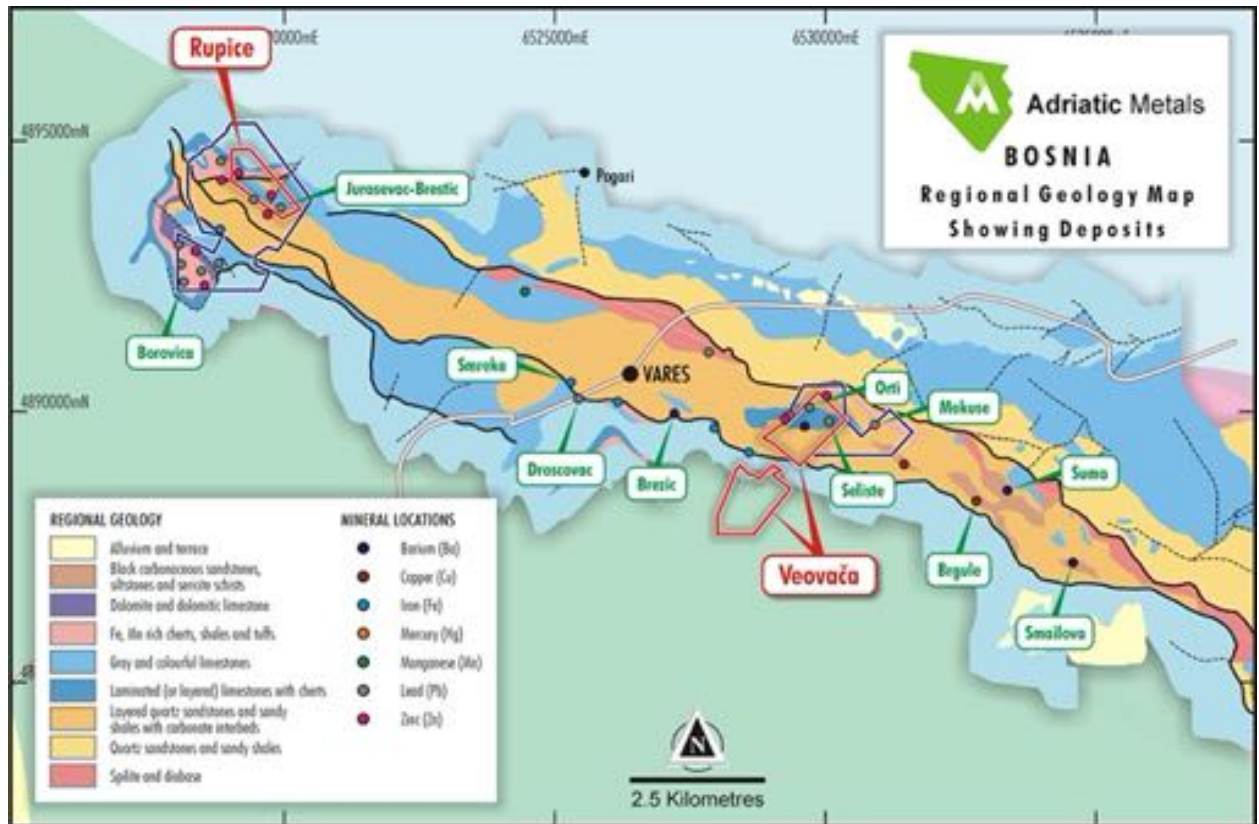 Rupice
6525000mE
6530000mE
Adriatic Metals
BOSNIA
Regional Geology Map
Showing Deposits
4895000mN
Pogari
Jurasevac-Brestic
Borovica
Smreka
VARES
4890000mN
Orti
Mekuse
Droscovac
Brezic
Seliste
Suma
Veovača
Brgule
Smailova
REGIONAL GEOLOGY
Alluvium and terrace
Black carbonaceous sandstones,
siltstones and sericite schists
Dolomite and dolomitic limestone
Fe, Mn rich cherts, shales and tuffs
Gray and colourful limestones
Laminated (or layered) limestones with cherts
Layered quartz sandstones and sandy
shales with carbonate interbeds
Quartz sandstones and sandy shales
Spilite and diabase
MINERAL LOCATIONS
Barium (Ba)
Copper (Cu)
Iron (Fe)
Mercury (Hg)
Manganese (Mn)
Lead (Pb)
Zinc (Zn)
N
2.5 Kilometres